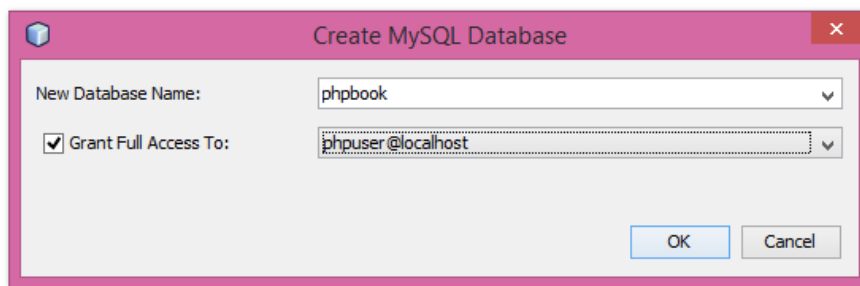 Create MySQL Database
New Database Name: phpbook
Grant Full Access To: phpuser@localhost
OK Cancel